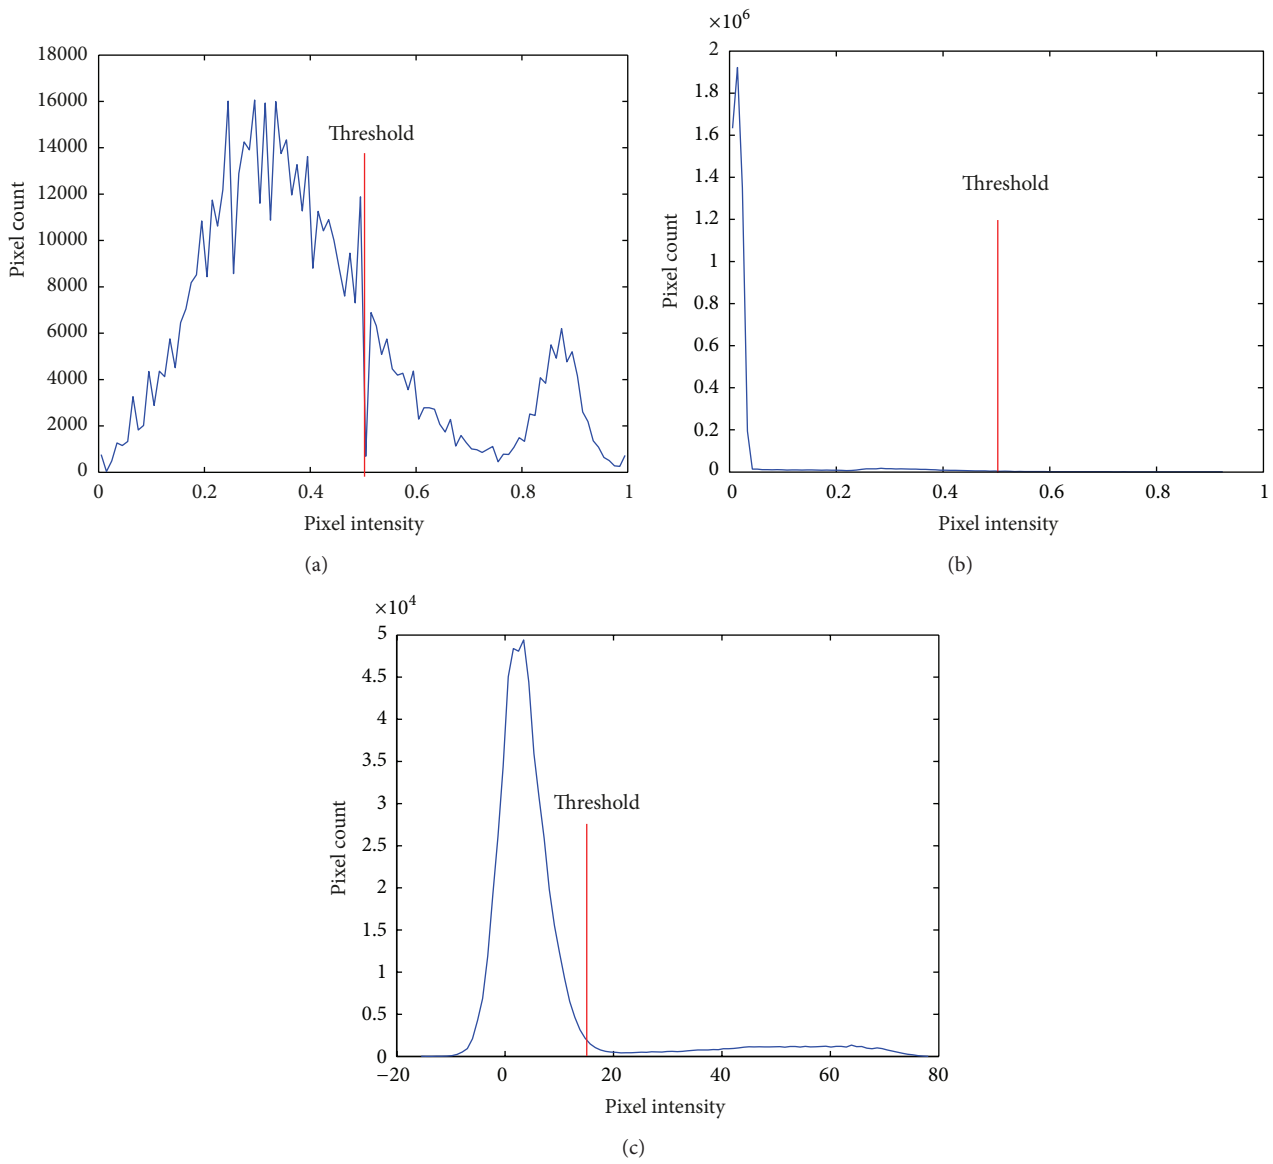 18000
16000
14000
12000
10000
8000
6000
4000
2000
0
Pixel count
Threshold
0 0.2 0.4 0.6 0.8 1
Pixel intensity
(a)
×10⁶
2
1.8
1.6
1.4
1.2
1
0.8
0.6
0.4
0.2
0
Pixel count
Threshold
0 0.2 0.4 0.6 0.8 1
Pixel intensity
(b)
×10⁴
5
4.5
4
3.5
3
2.5
2
1.5
1
0.5
0
Pixel count
Threshold
−20 0 20 40 60 80
Pixel intensity
(c)